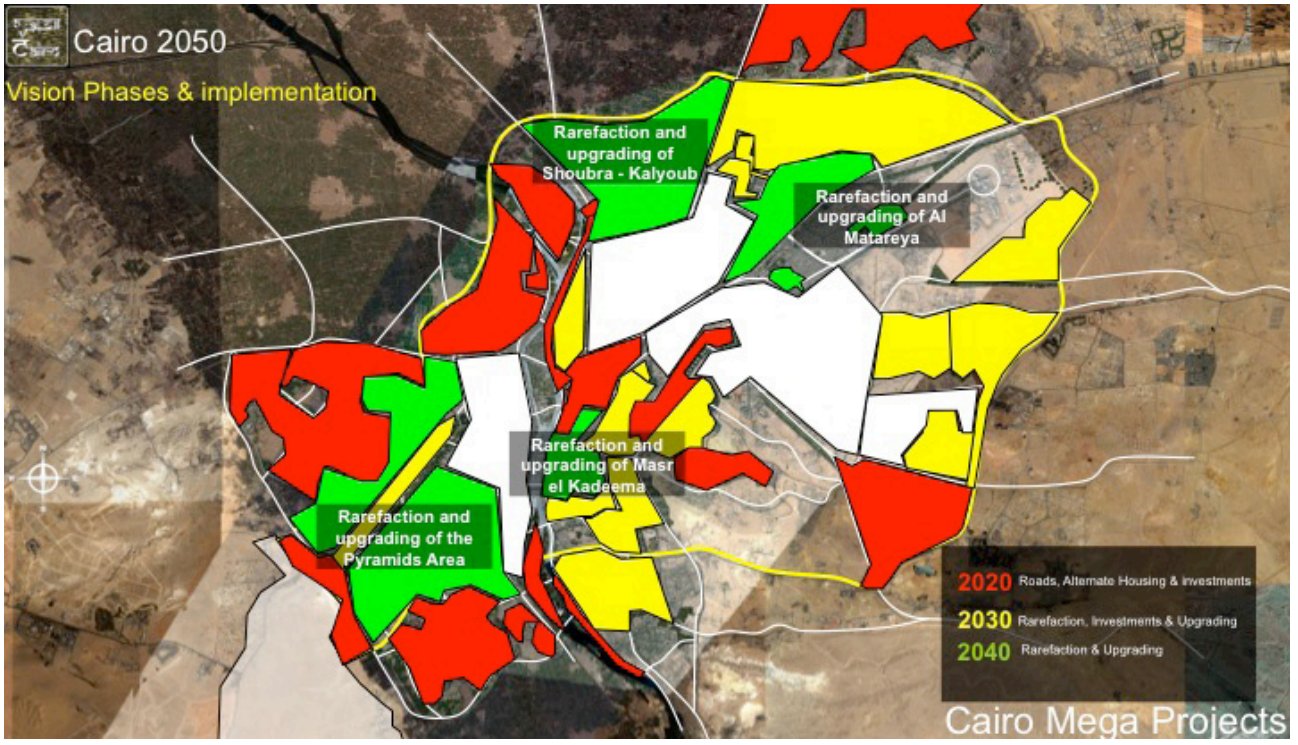 Cairo 2050
Vision Phases & implementation
Rarefaction and
upgrading of
Shoubra - Kalyoub
Rarefaction and
upgrading of Al
Matareya
Rarefaction and
upgrading of Masr
el Kadeema
Rarefaction and
upgrading of the
Pyramids Area
2020 Roads, Alternate Housing & investments
2030 Rarefaction, Investments & Upgrading
2040 Rarefaction & Upgrading
Cairo Mega Projects